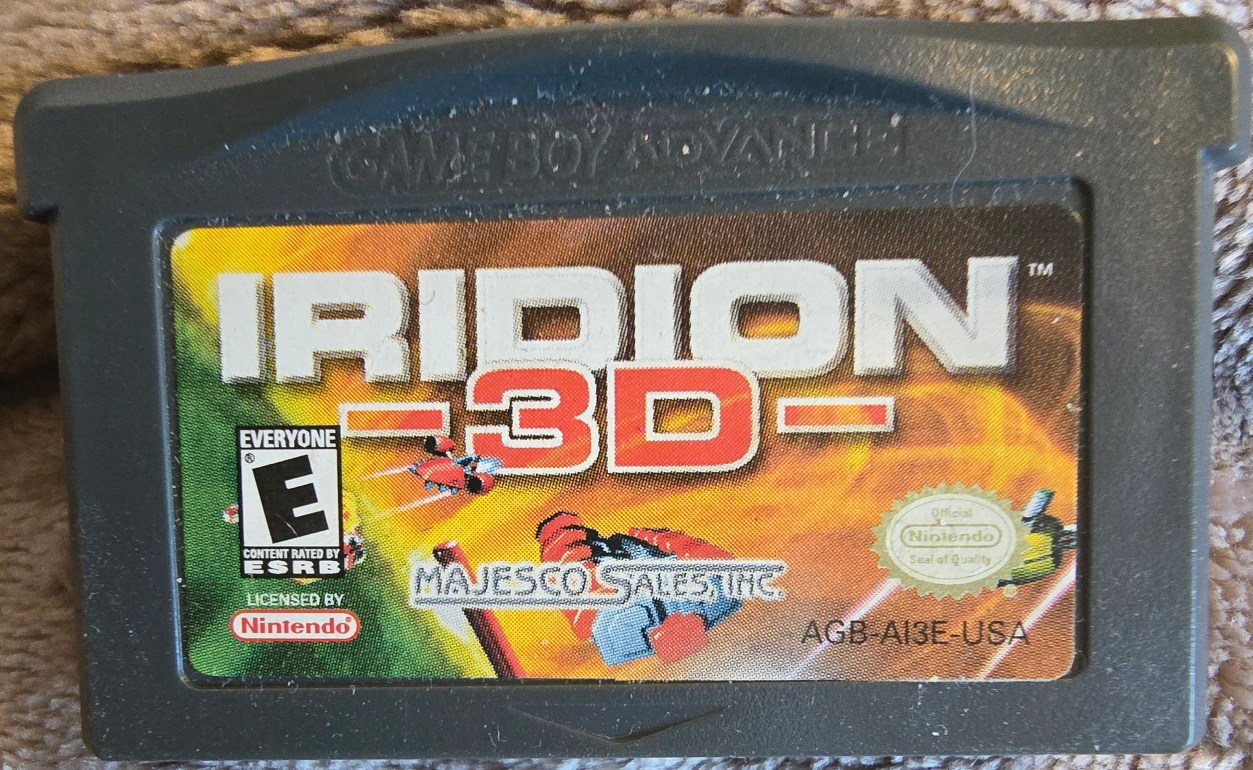 GAME BOY ADVANCE
IRIDION™
-3D-
EVERYONE
E®
CONTENT RATED BY
ESRB
LICENSED BY
Nintendo®
MAJESCO SALES, INC.
Official
Nintendo
Seal of Quality
®
AGB-AI3E-USA